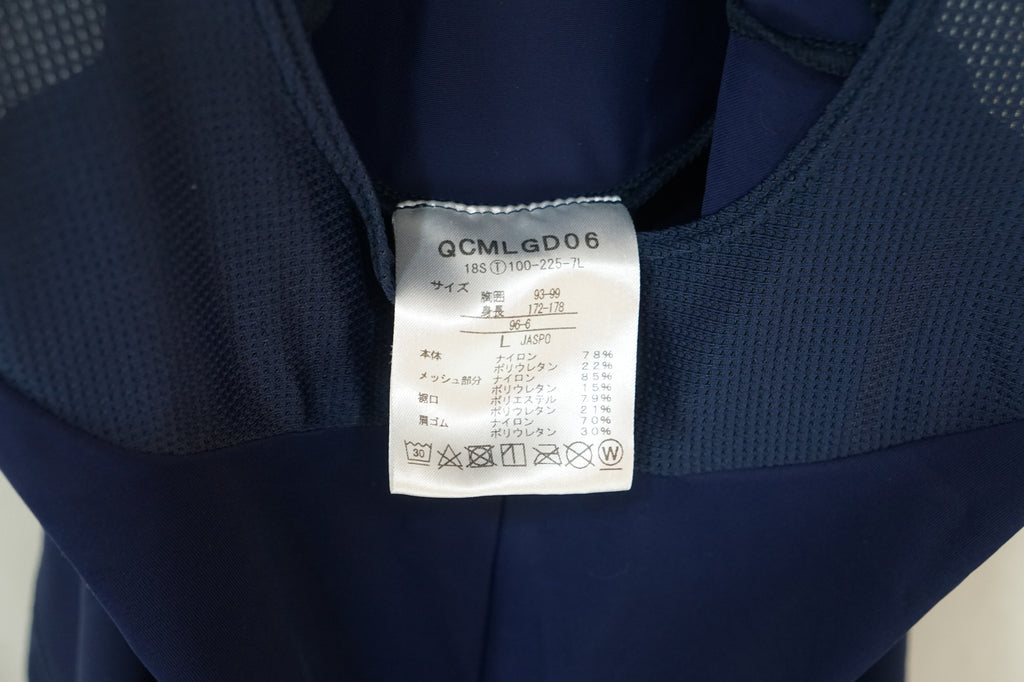 QCMLGD06
18SⓉ100-225-7L
サイズ
胸囲 93-99
身長 172-178
96-6
L JASPO
本体 ナイロン 78%
ポリウレタン 22%
メッシュ部分 ナイロン 85%
ポリウレタン 15%
裾口 ポリエステル 79%
ポリウレタン 21%
肩ゴム ナイロン 70%
ポリウレタン 30%
30 W